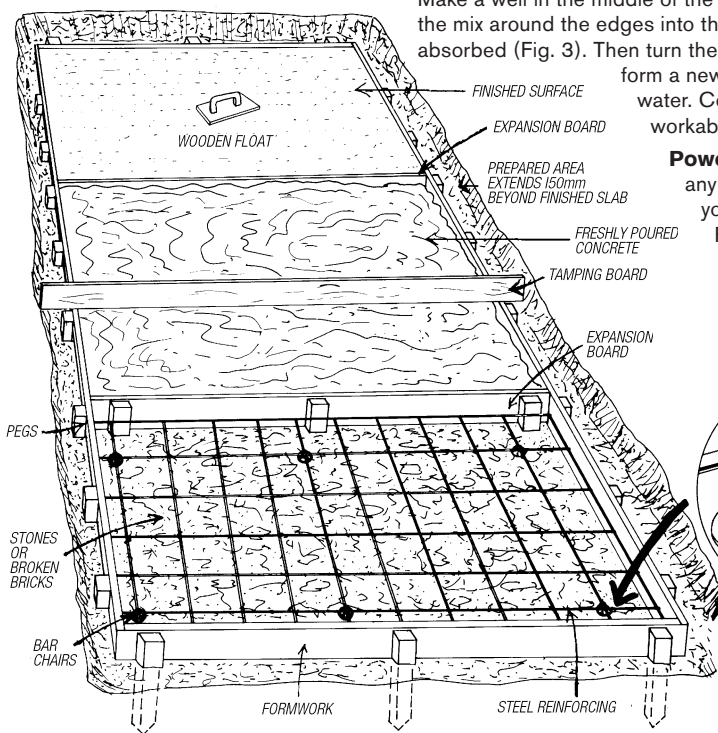 Make a well in the middle of the
the mix around the edges into th
absorbed (Fig. 3). Then turn the
form a new
water. Co
workab
Powe
any
yo
FINISHED SURFACE
WOODEN FLOAT
EXPANSION BOARD
PREPARED AREA
EXTENDS 150mm
BEYOND FINISHED SLAB
FRESHLY POURED
CONCRETE
TAMPING BOARD
EXPANSION
BOARD
PEGS
STONES
OR
BROKEN
BRICKS
BAR
CHAIRS
FORMWORK
STEEL REINFORCING